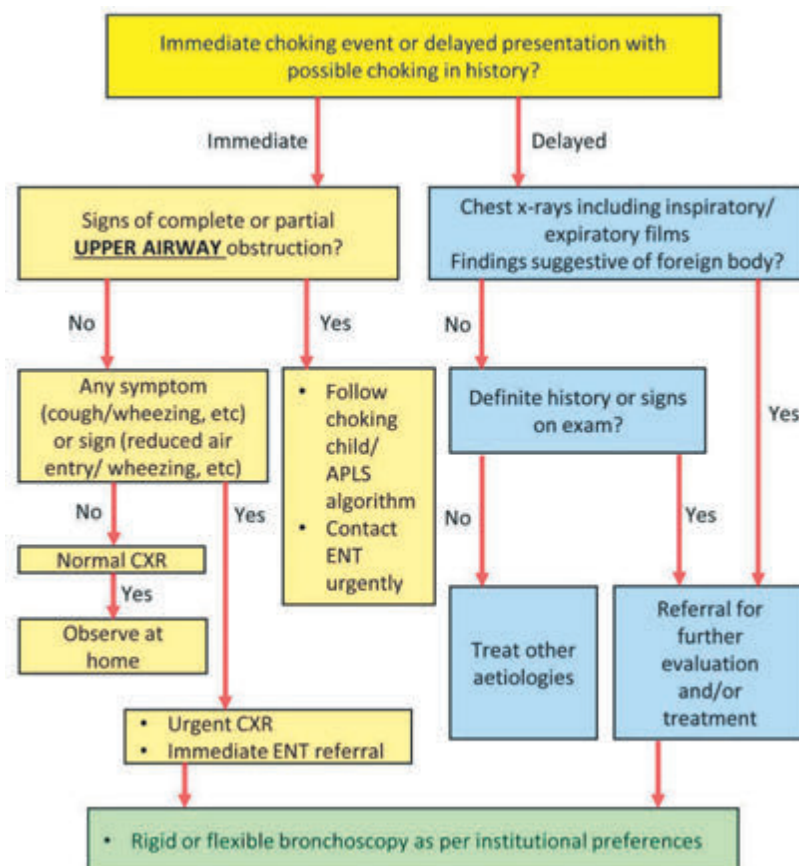 Immediate choking event or delayed presentation with
possible choking in history?
Immediate
Delayed
Signs of complete or partial
UPPER AIRWAY obstruction?
Chest x-rays including inspiratory/
expiratory films
Findings suggestive of foreign body?
No
Yes
No
Yes
Any symptom
(cough/wheezing, etc)
or sign (reduced air
entry/ wheezing, etc)
• Follow
choking
child/
APLS
algorithm
• Contact
ENT
urgently
Definite history or signs
on exam?
No
Yes
No
Yes
Normal CXR
Yes
Observe at
home
Treat other
aetiologies
Referral for
further
evaluation
and/or
treatment
• Urgent CXR
• Immediate ENT referral
• Rigid or flexible bronchoscopy as per institutional preferences